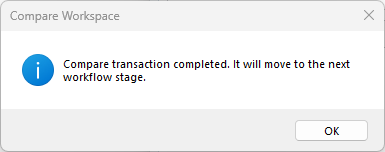 Compare Workspace
Compare transaction completed. It will move to the next
workflow stage.
OK